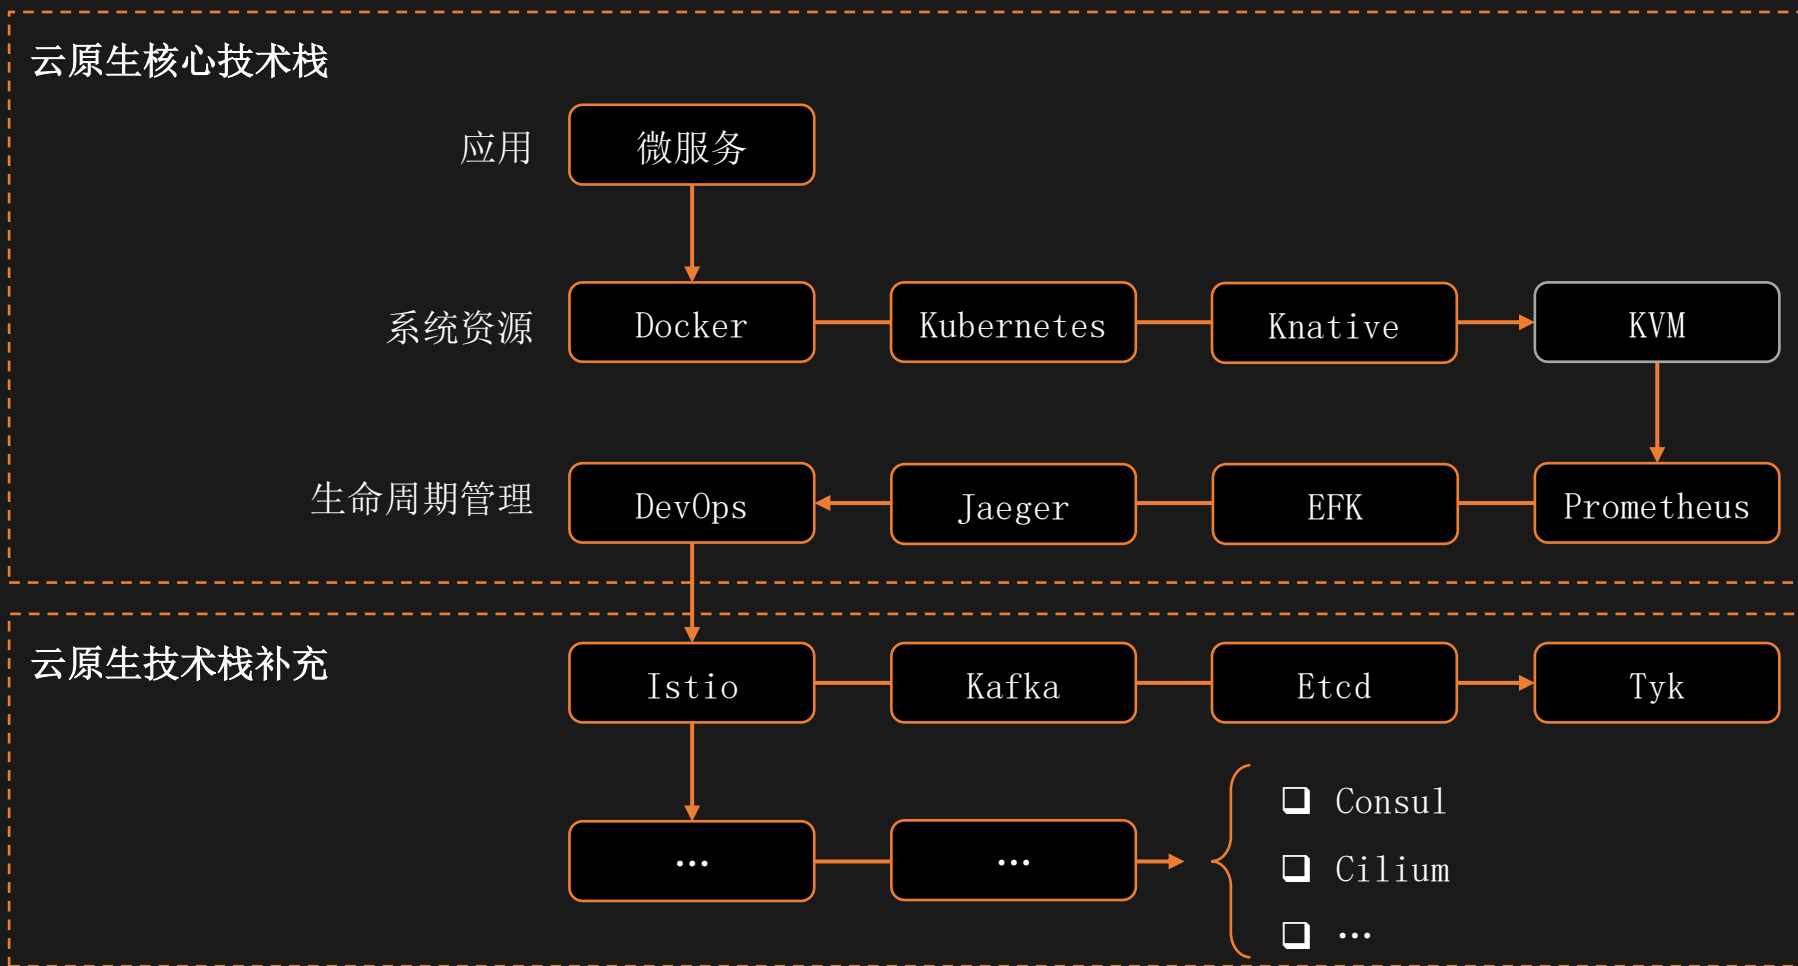 云原生核心技术栈
应用
微服务
系统资源
Docker
Kubernetes
Knative
KVM
生命周期管理
DevOps
Jaeger
EFK
Prometheus
云原生技术栈补充
Istio
Kafka
Etcd
Tyk
…
…
Consul
Cilium
…